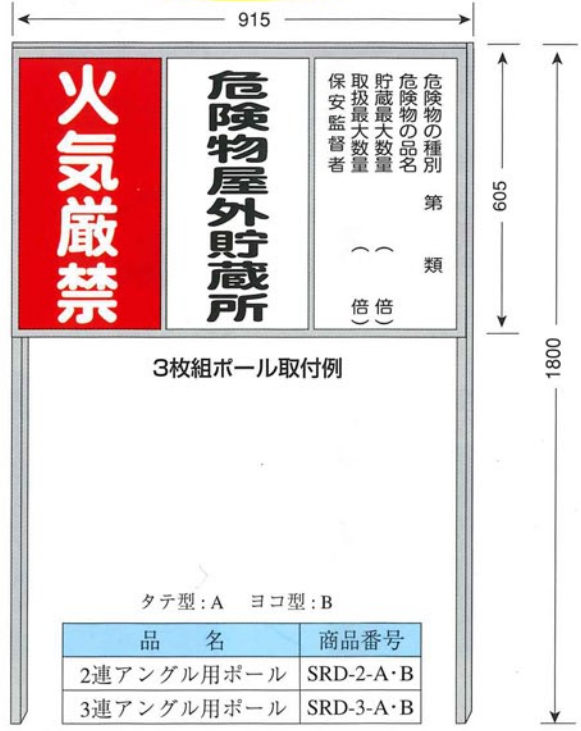 915
火気厳禁
危険物屋外貯蔵所
危険物の種別 第 類
危険物の品名
貯蔵最大数量 ( 倍)
取扱最大数量 ( 倍)
保安監督者
605
1800
3枚組ポール取付例
タテ型:A ヨコ型:B
品 名 商品番号
2連アングル用ポール SRD-2-A・B
3連アングル用ポール SRD-3-A・B